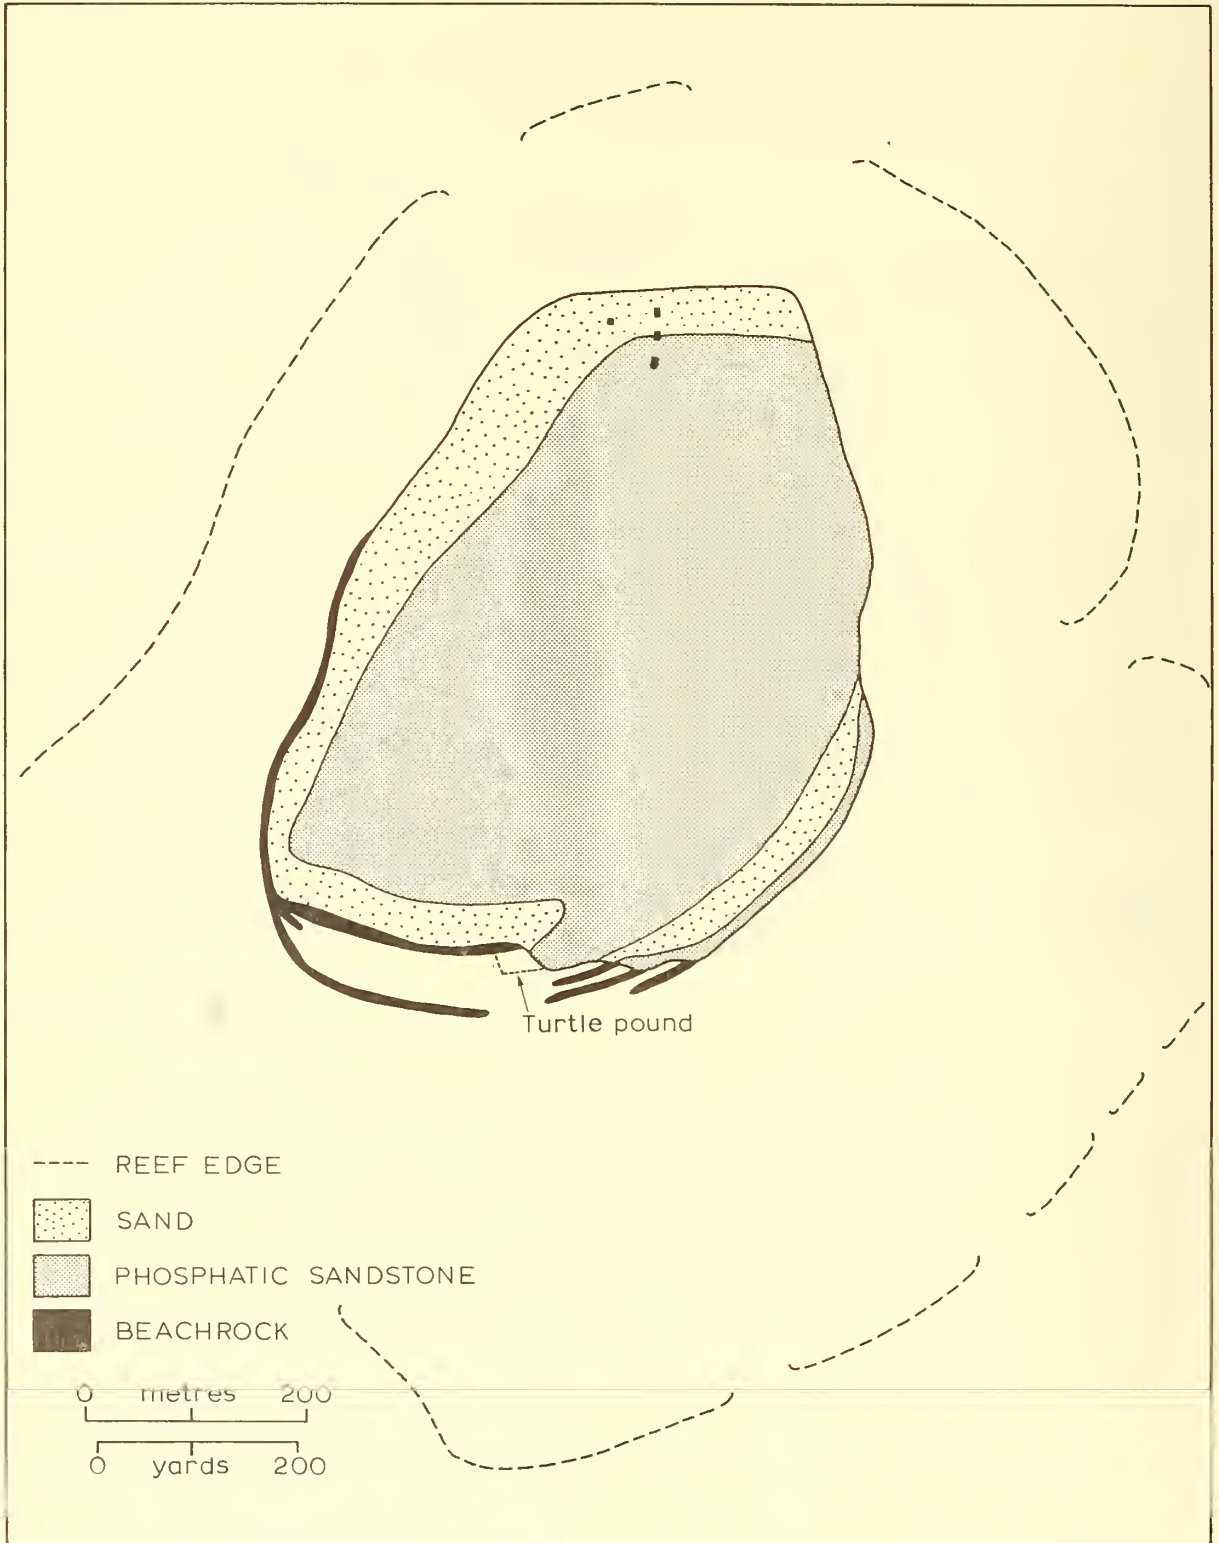 Turtle pound
REEF EDGE
SAND
PHOSPHATIC SANDSTONE
BEACHROCK
0 metres 200
0 yards 200